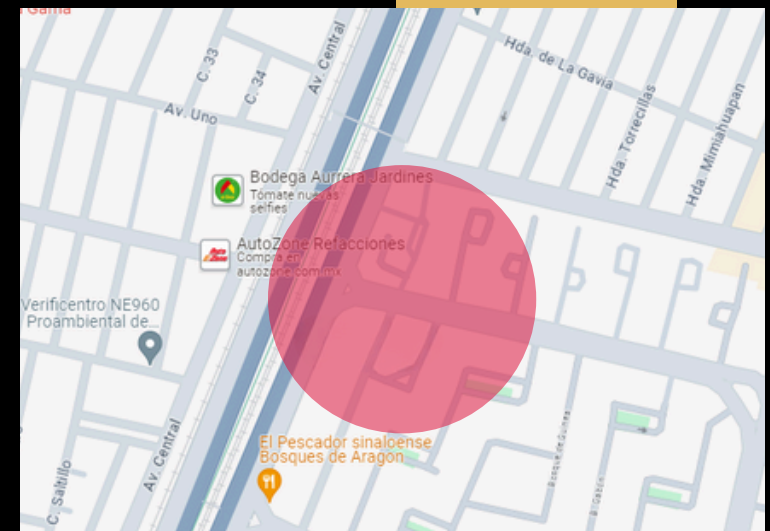 Gama
Hda. de La Gavia
C. 33
C. 34
Av. Central
Av. Uno
Hda. Torrecillas
Hda. Mimiahuapan
Bodega Aurrera Jardines
Tómate nuevas
selfies
AutoZone Refacciones
Compra en
autozone.com.mx
Verificentro NE960
Proambiental de...
El Pescador sinaloense
Bosques de Aragon
Av. Central
C. Saltillo